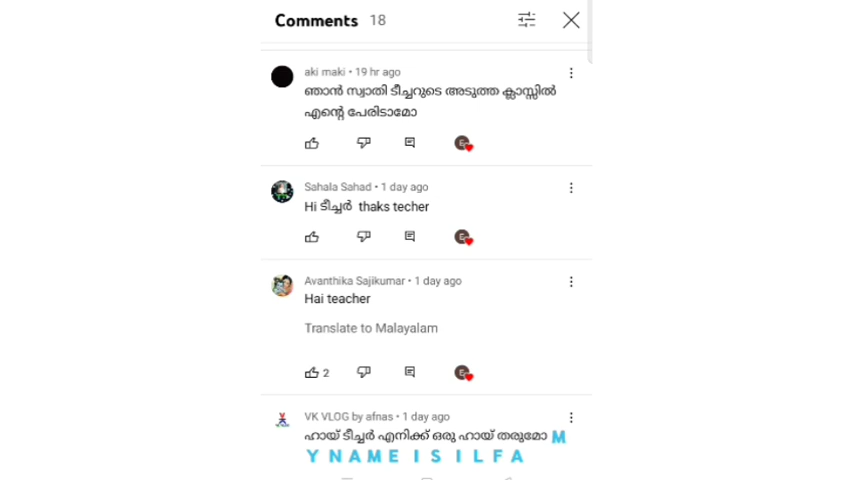 Comments 18
aki maki • 19 hr ago
ഞാൻ സ്വാതി ടീച്ചറുടെ അടുത്ത ക്ലാസ്സിൽ
എന്റെ പേരിടാമോ
Sahala Sahad • 1 day ago
Hi ടീച്ചർ thaks techer
Avanthika Sajikumar • 1 day ago
Hai teacher
Translate to Malayalam
2
VK VLOG by afnas • 1 day ago
ഹായ് ടീച്ചർ എനിക്ക് ഒരു ഹായ് തരുമോ M
Y N A M E I S I L F A